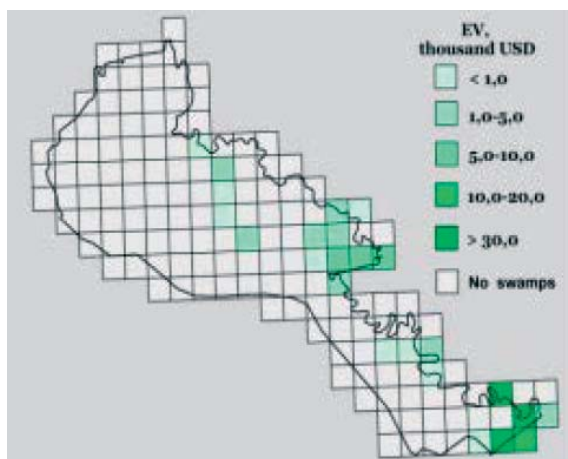 EV,
thousand USD
< 1,0
1,0-5,0
5,0-10,0
10,0-20,0
> 30,0
No swamps